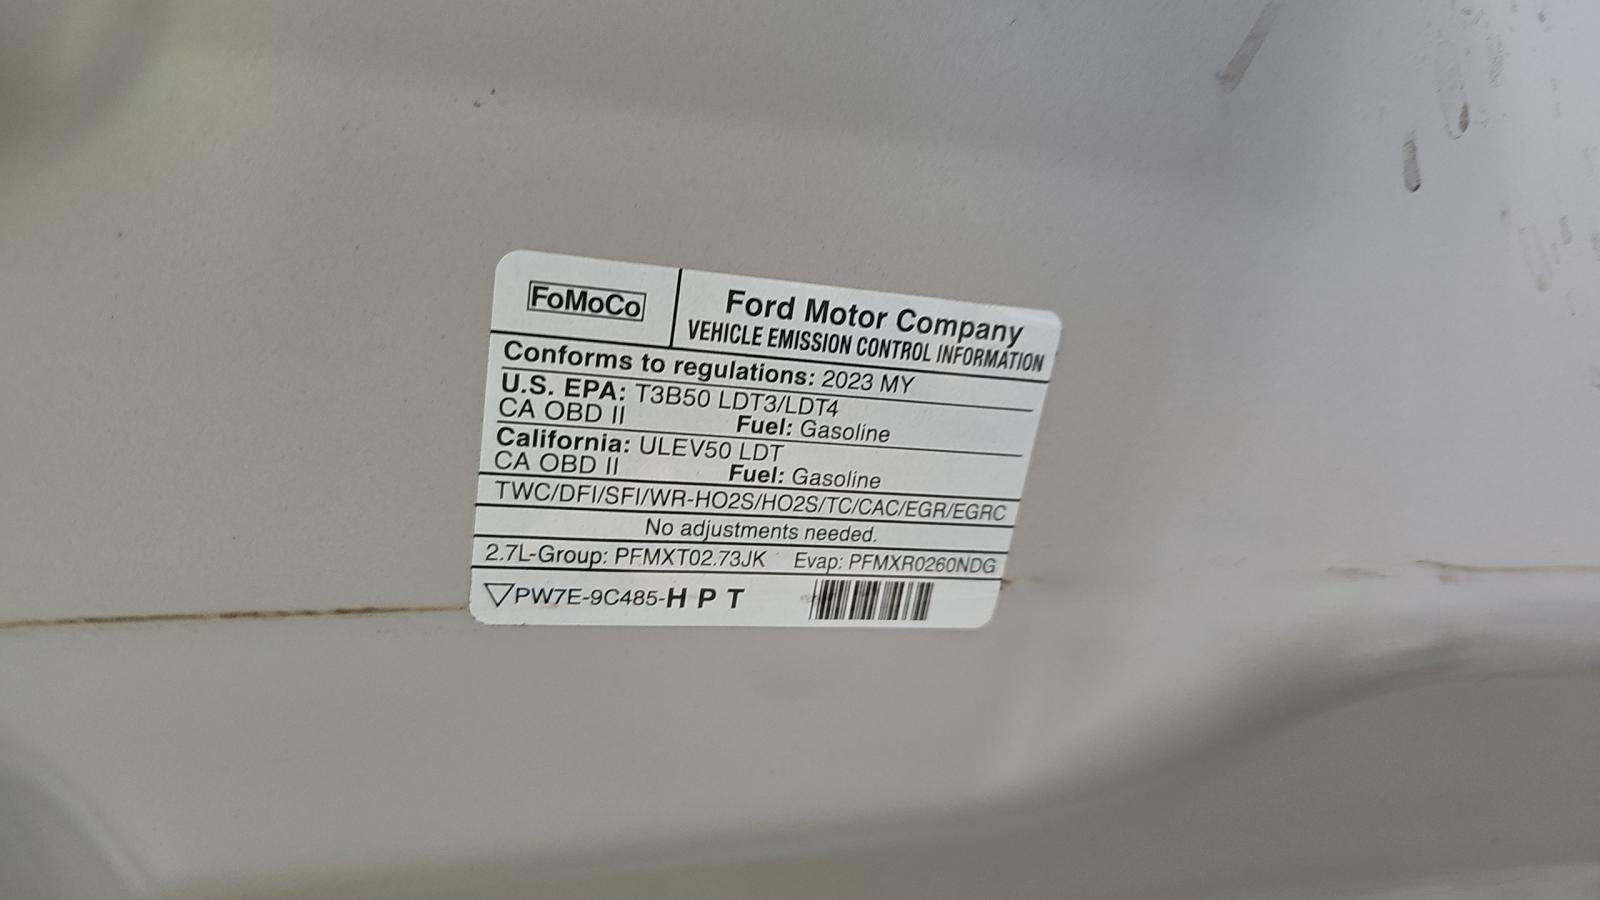 FoMoCo
Ford Motor Company
VEHICLE EMISSION CONTROL INFORMATION
Conforms to regulations: 2023 MY
U.S. EPA: T3B50 LDT3/LDT4
CA OBD II Fuel: Gasoline
California: ULEV50 LDT
CA OBD II Fuel: Gasoline
TWC/DFI/SFI/WR-HO2S/HO2S/TC/CAC/EGR/EGRC
No adjustments needed.
2.7L-Group: PFMXT02.73JK Evap: PFMXR0260NDG
PW7E-9C485-HPT